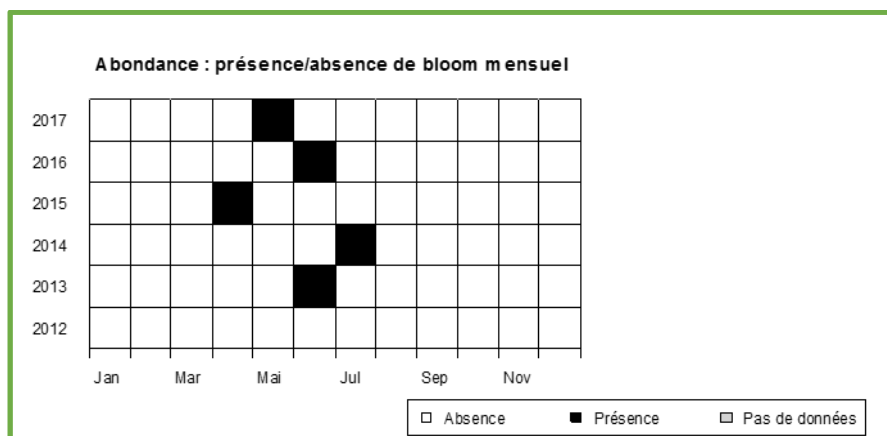 Abondance : présence/absence de bloom mensuel
2017
2016
2015
2014
2013
2012
Jan Mar Mai Jul Sep Nov
Absence Présence Pas de données